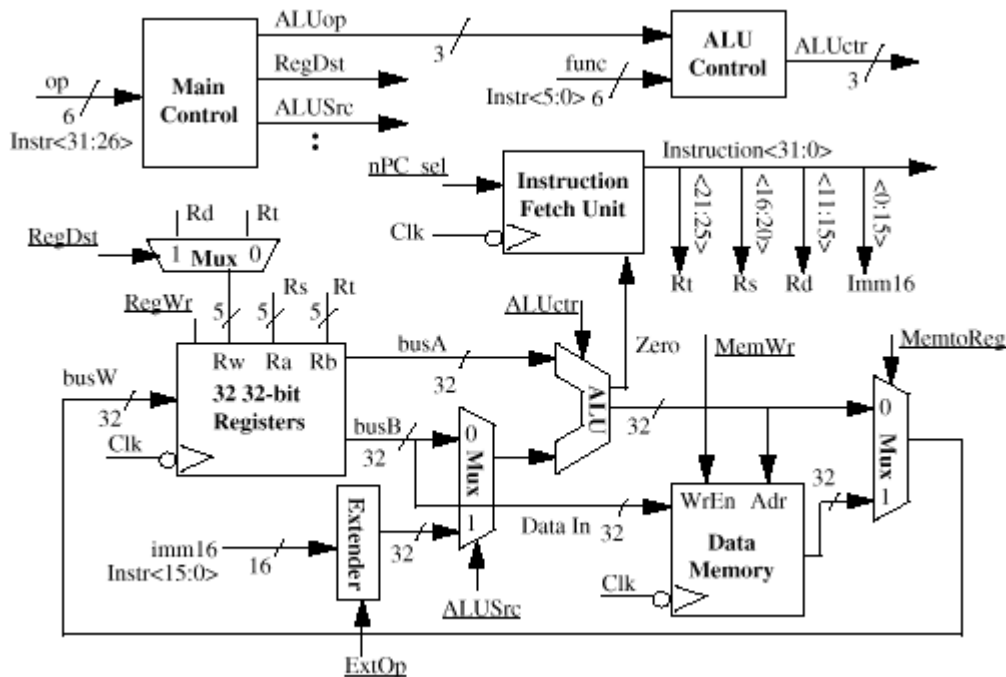 ALUop
3
op
6
Instr<31:26>
Main
Control
RegDst
ALUSrc
:
func
Instr<5:0> 6
ALU
Control
ALUctr
3
nPC_sel
Instruction
Fetch Unit
Clk
Instruction<31:0>
<21:25>
<16:20>
<11:15>
<0:15>
Rt
Rs
Rd
Imm16
Rd
Rt
RegDst
1 Mux 0
RegWr
5
5
5
Rs
Rt
Rw
Ra
Rb
busW
32
32 32-bit
Registers
Clk
busA
32
busB
32
ALUctr
ALU
Zero
32
0
Mux
1
ALUSrc
Extender
imm16
Instr<15:0>
16
32
ExtOp
Data In
32
MemWr
WrEn
Adr
Data
Memory
Clk
32
MemtoReg
0
Mux
1